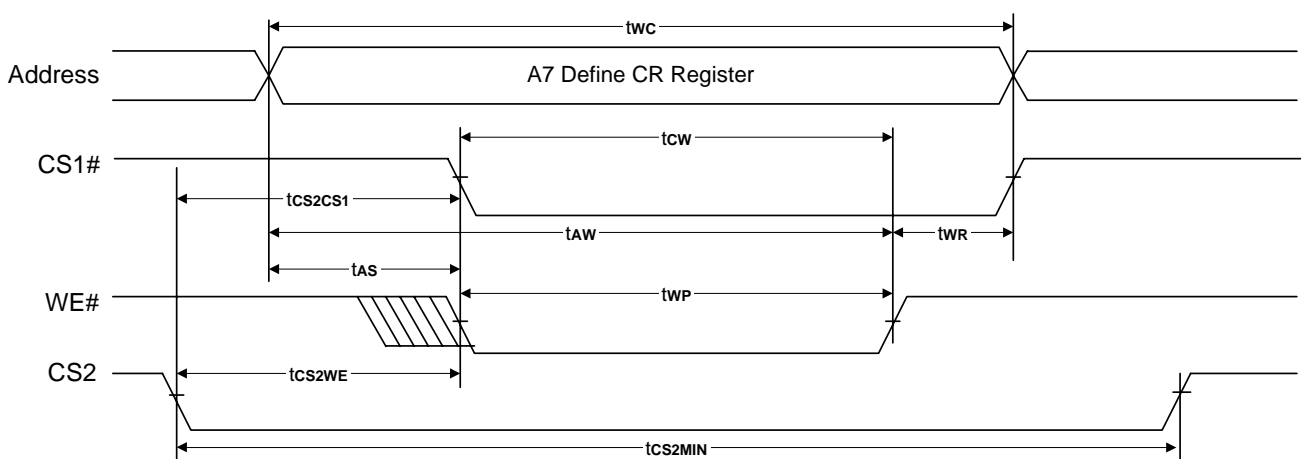 tWC
Address
A7 Define CR Register
tCW
CS1#
tCS2CS1
tAW
tWR
tAS
WE#
tWP
CS2
tCS2WE
tCS2MIN